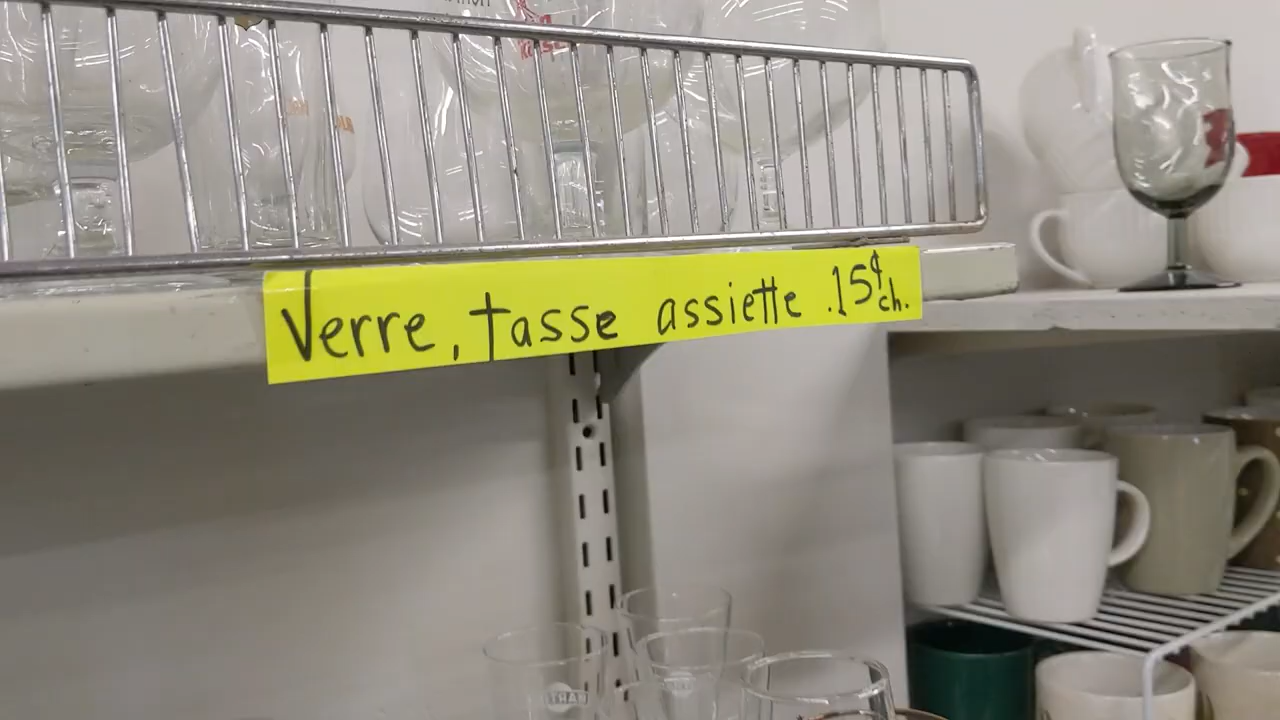 Verre, tasse assiette .15¢ ch.